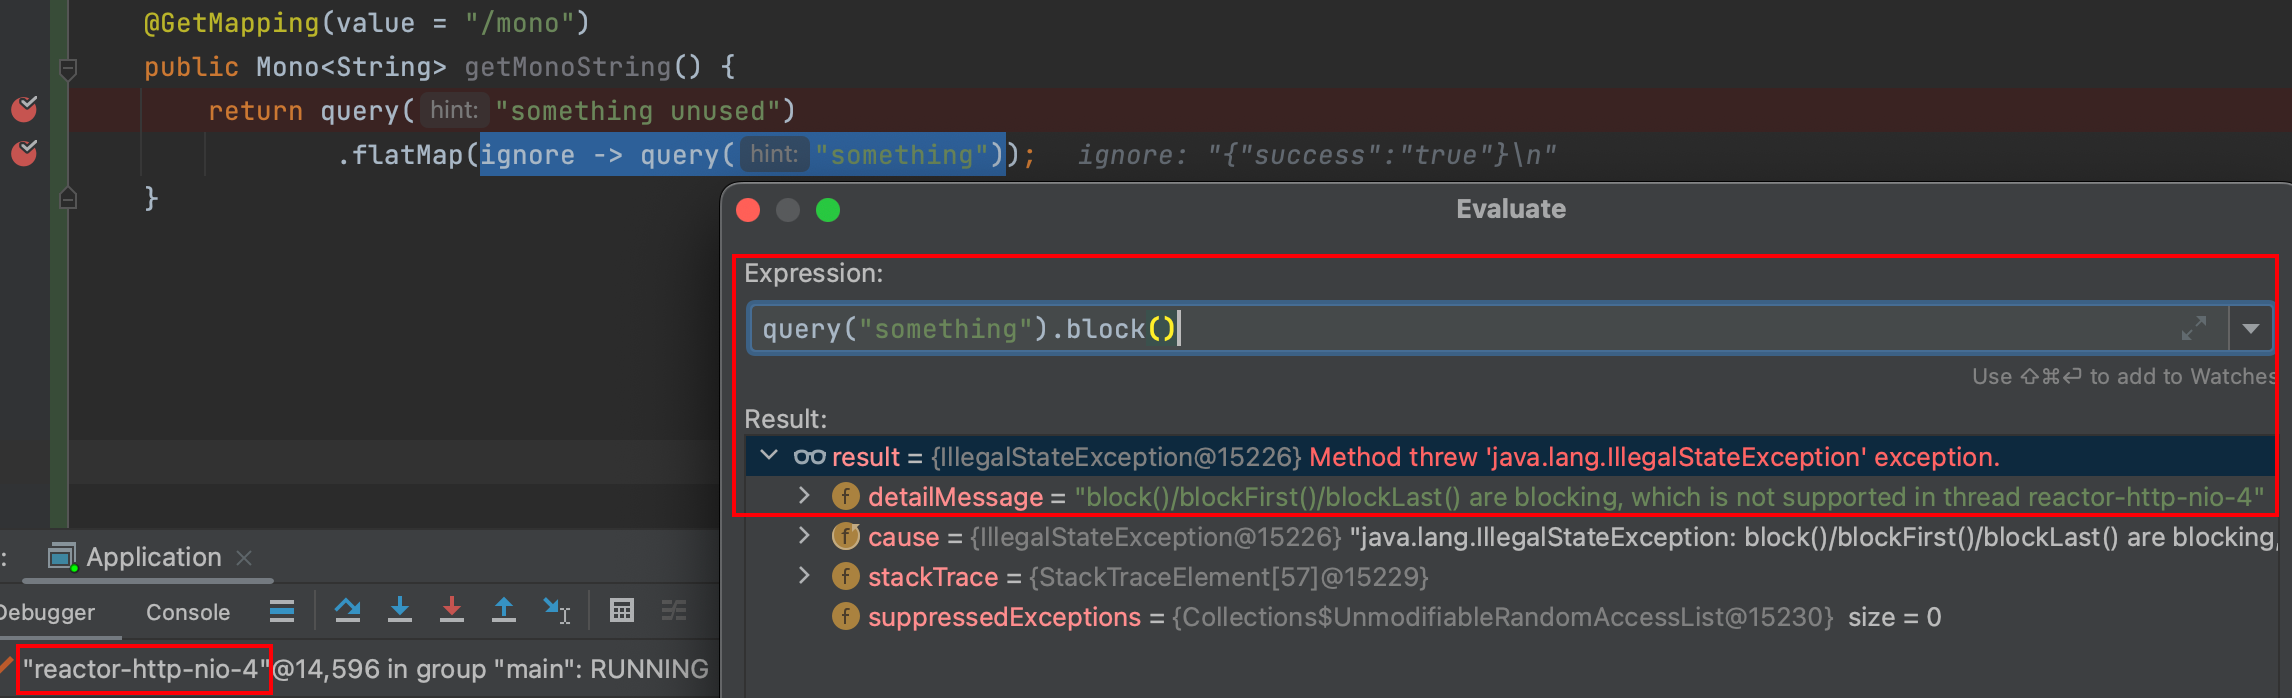 @GetMapping(value = "/mono")
public Mono<String> getMonoString() {
return query( hint: "something unused")
.flatMap(ignore -> query( hint: "something")); ignore: "{"success":"true"}\n"
}
Evaluate
Expression:
query("something").block()
Use ⇧⌘⏎ to add to Watches
Result:
result = {IllegalStateException@15226} Method threw 'java.lang.IllegalStateException' exception.
f detailMessage = "block()/blockFirst()/blockLast() are blocking, which is not supported in thread reactor-http-nio-4"
f cause = {IllegalStateException@15226} "java.lang.IllegalStateException: block()/blockFirst()/blockLast() are blocking,
f stackTrace = {StackTraceElement[57]@15229}
f suppressedExceptions = {Collections$UnmodifiableRandomAccessList@15230} size = 0
: Application ×
Debugger Console
"reactor-http-nio-4"@14,596 in group "main": RUNNING